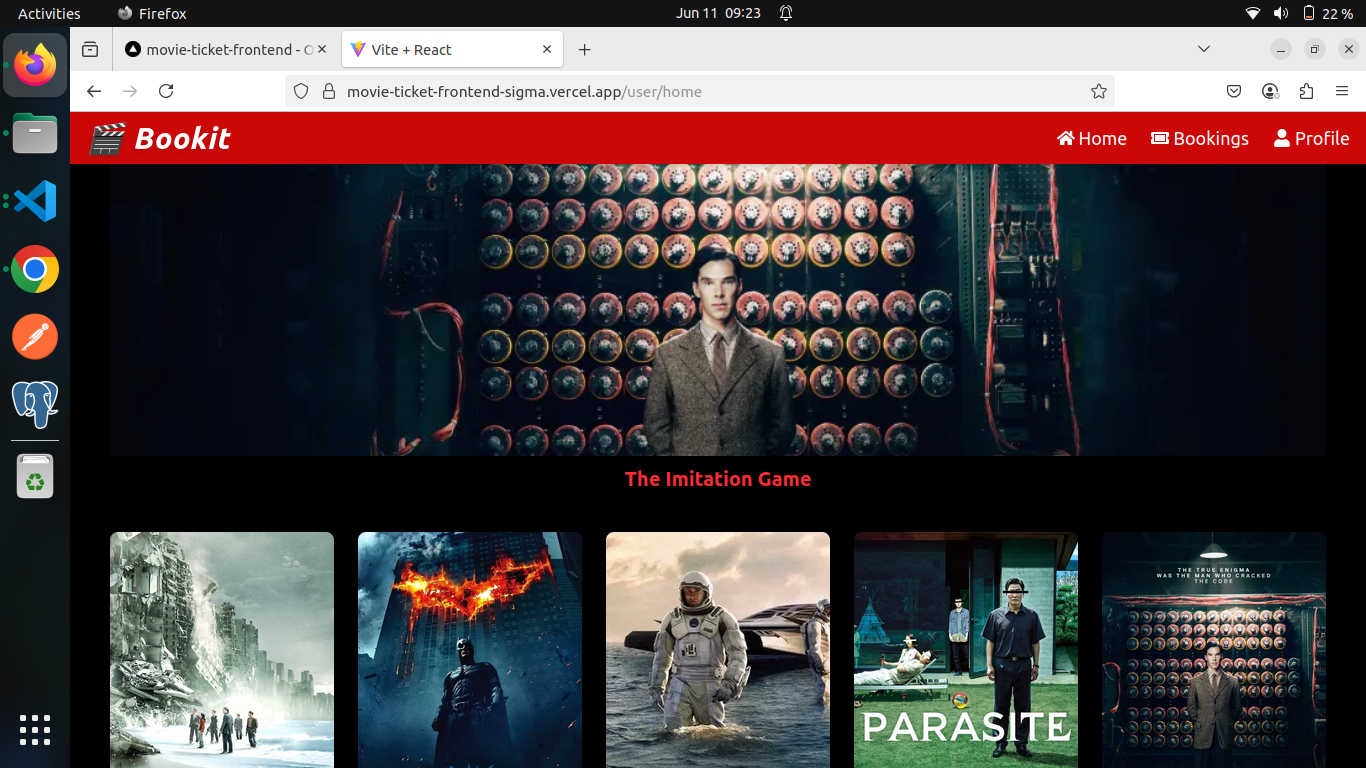 Activities Firefox Jun 11 09:23 22 %
movie-ticket-frontend - O Vite + React
movie-ticket-frontend-sigma.vercel.app/user/home
Bookit Home Bookings Profile
The Imitation Game
THE TRUE ENIGMA
WAS THE MAN WHO CRACKED
THE CODE
PARASITE